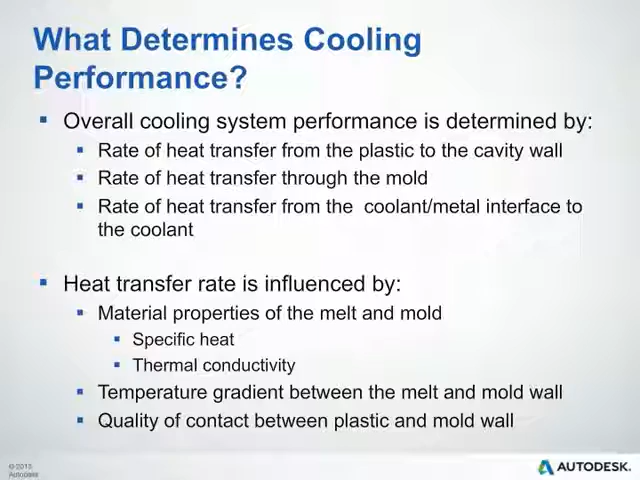 What Determines Cooling
Performance?
Overall cooling system performance is determined by:
Rate of heat transfer from the plastic to the cavity wall
Rate of heat transfer through the mold
Rate of heat transfer from the coolant/metal interface to
the coolant
Heat transfer rate is influenced by:
Material properties of the melt and mold
Specific heat
Thermal conductivity
Temperature gradient between the melt and mold wall
Quality of contact between plastic and mold wall
Autodesk
AUTODESK.